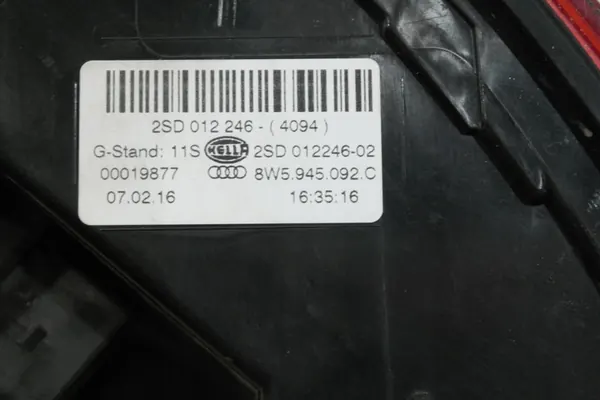 2SD 012 246 - ( 4094 )
G-Stand: 11S HELLA 2SD 012246-02
00019877 8W5.945.092.C
07.02.16 16:35:16